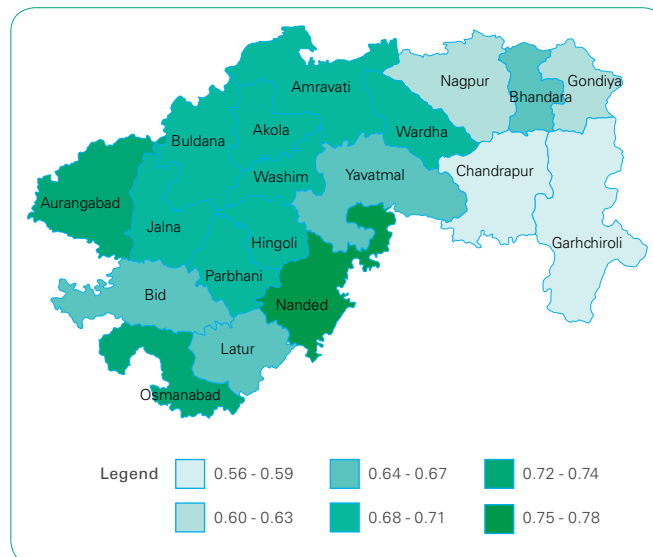 Amravati
Nagpur
Gondiya
Bhandara
Akola
Wardha
Buldana
Washim
Yavatmal
Chandrapur
Aurangabad
Jalna
Hingoli
Garhchiroli
Parbhani
Bid
Nanded
Latur
Osmanabad
Legend
0.56 - 0.59
0.64 - 0.67
0.72 - 0.74
0.60 - 0.63
0.68 - 0.71
0.75 - 0.78